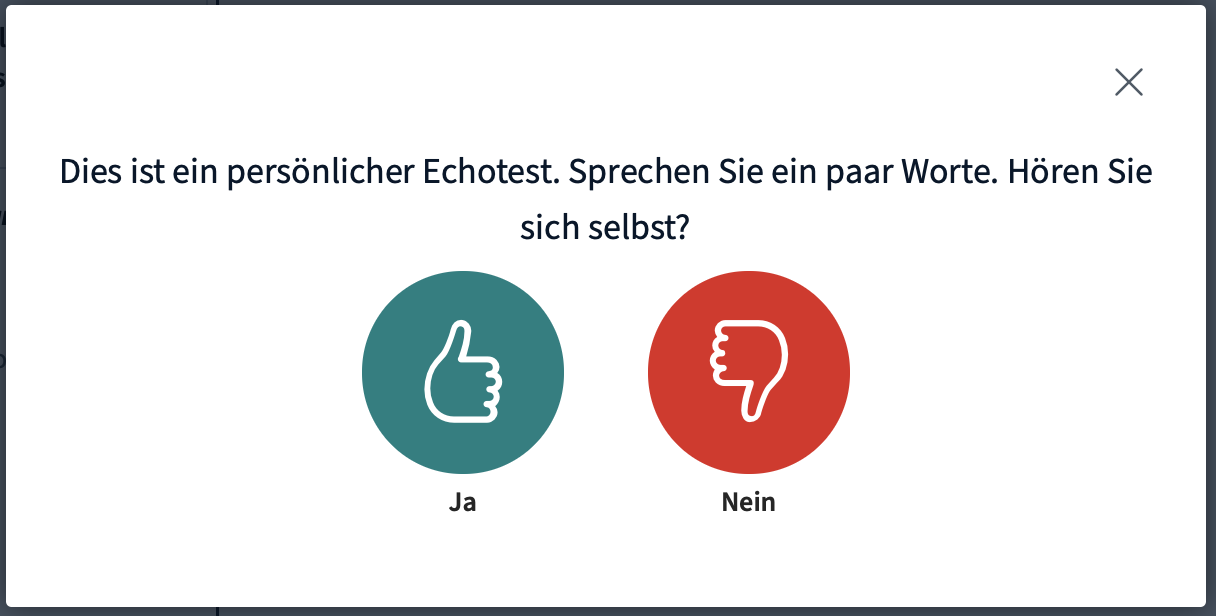 Dies ist ein persönlicher Echotest. Sprechen Sie ein paar Worte. Hören Sie
sich selbst?
Ja
Nein